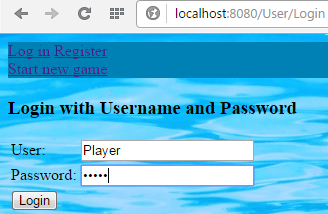 localhost:8080/User/Login
Log in Register
Start new game
Login with Username and Password
User: Player
Password: •••••
Login